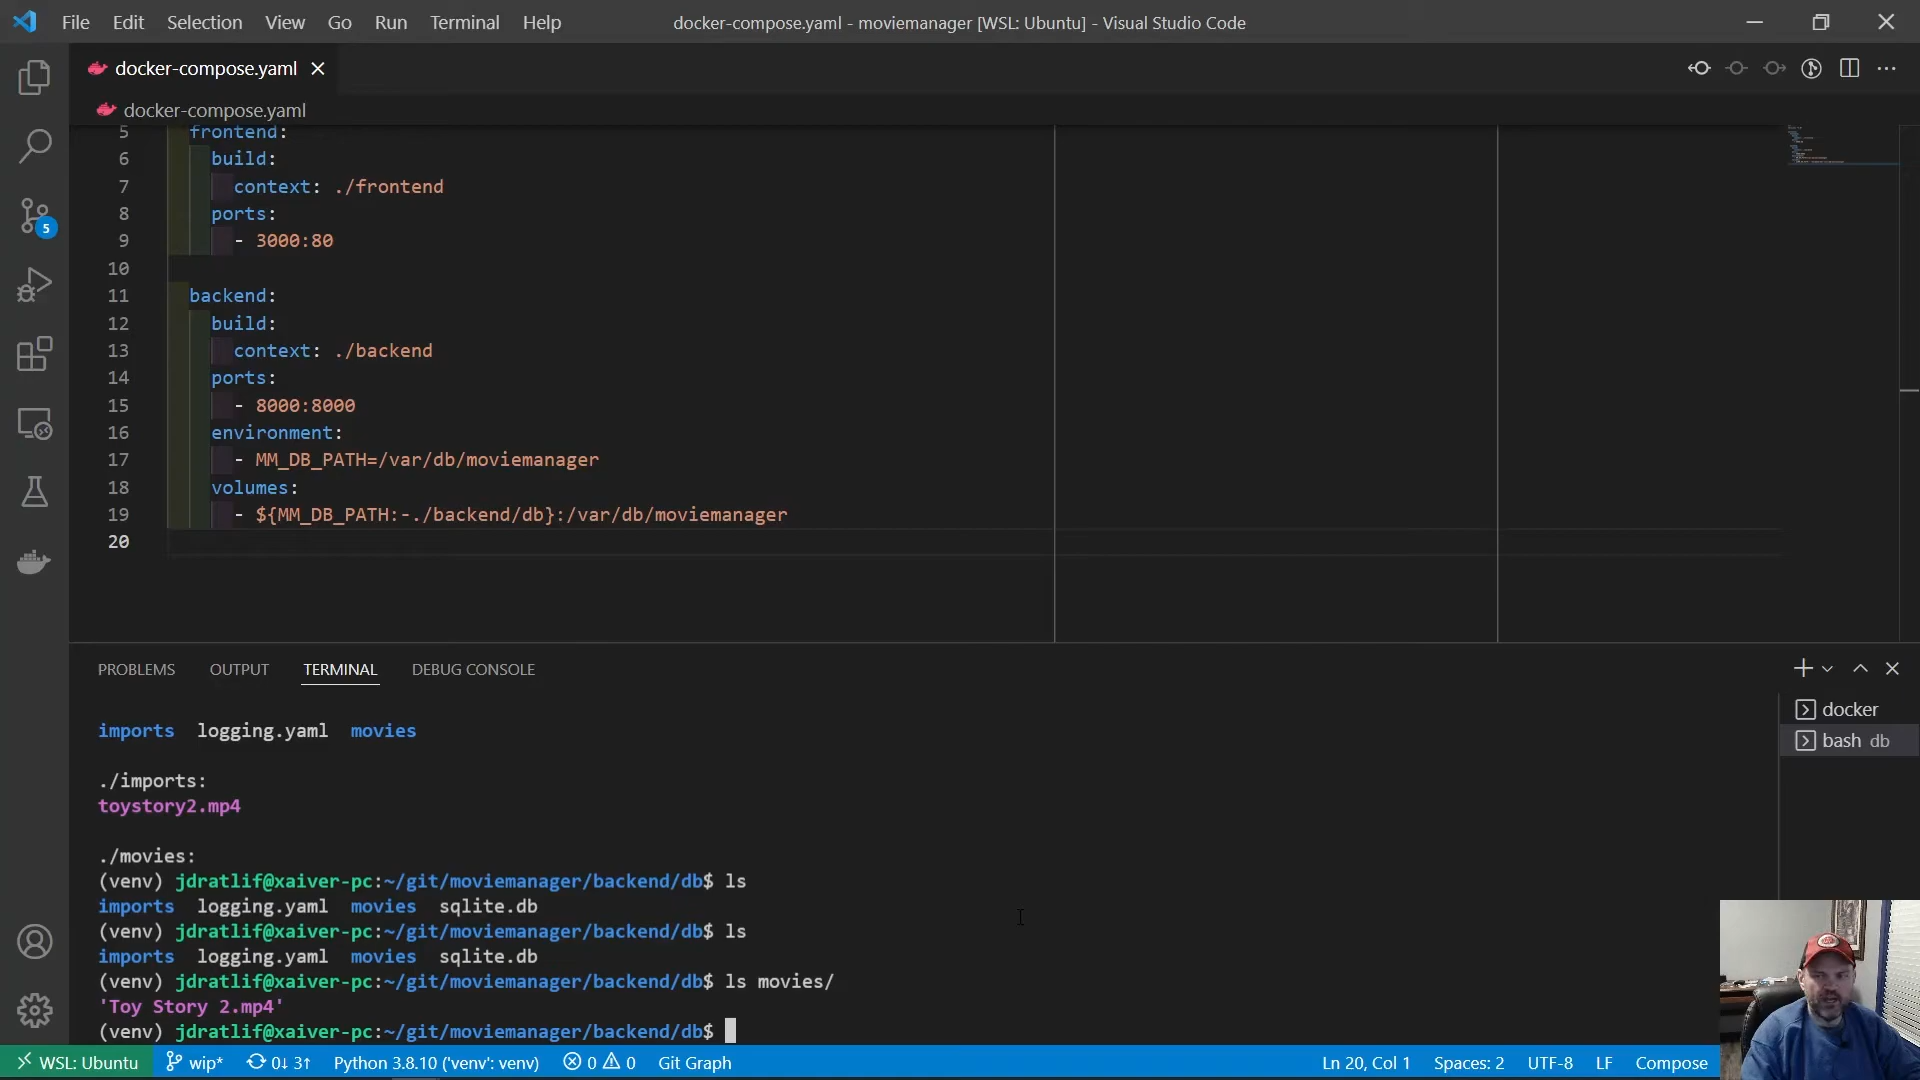 File Edit Selection View Go Run Terminal Help
docker-compose.yaml - moviemanager [WSL: Ubuntu] - Visual Studio Code
docker-compose.yaml
docker-compose.yaml
5 frontend:
6 build:
7 context: ./frontend
8 ports:
9 - 3000:80
10
11 backend:
12 build:
13 context: ./backend
14 ports:
15 - 8000:8000
16 environment:
17 - MM_DB_PATH=/var/db/moviemanager
18 volumes:
19 - ${MM_DB_PATH:-./backend/db}:/var/db/moviemanager
20
5
PROBLEMS OUTPUT TERMINAL DEBUG CONSOLE
docker
bash db
imports logging.yaml movies
./imports:
toystory2.mp4
./movies:
(venv) jdratlif@xaiver-pc:~/git/moviemanager/backend/db$ ls
imports logging.yaml movies sqlite.db
(venv) jdratlif@xaiver-pc:~/git/moviemanager/backend/db$ ls
imports logging.yaml movies sqlite.db
(venv) jdratlif@xaiver-pc:~/git/moviemanager/backend/db$ ls movies/
'Toy Story 2.mp4'
(venv) jdratlif@xaiver-pc:~/git/moviemanager/backend/db$
WSL: Ubuntu wip* 0↓ 3↑ Python 3.8.10 ('venv': venv) 0 0 Git Graph Ln 20, Col 1 Spaces: 2 UTF-8 LF Compose